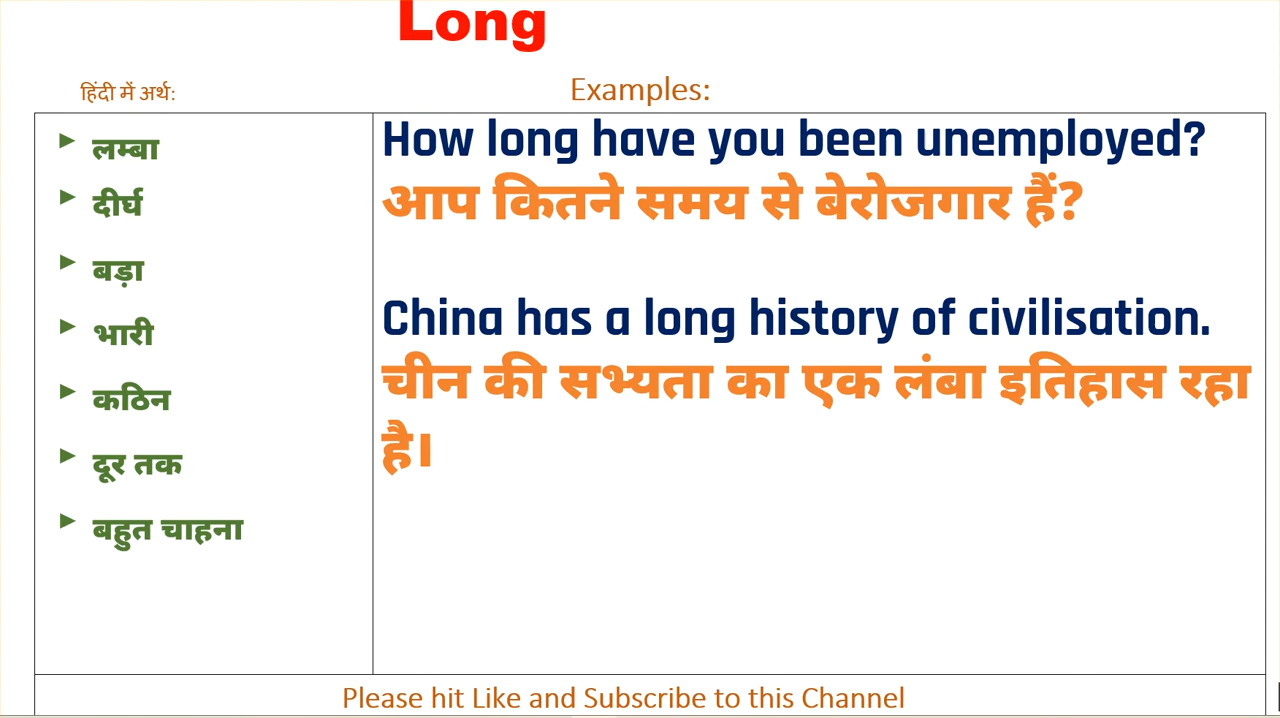 Long
हिंदी में अर्थ:
Examples:
लम्बा
दीर्घ
बड़ा
भारी
कठिन
दूर तक
बहुत चाहना
How long have you been unemployed?
आप कितने समय से बेरोजगार हैं?
China has a long history of civilisation.
चीन की सभ्यता का एक लंबा इतिहास रहा
है।
Please hit Like and Subscribe to this Channel